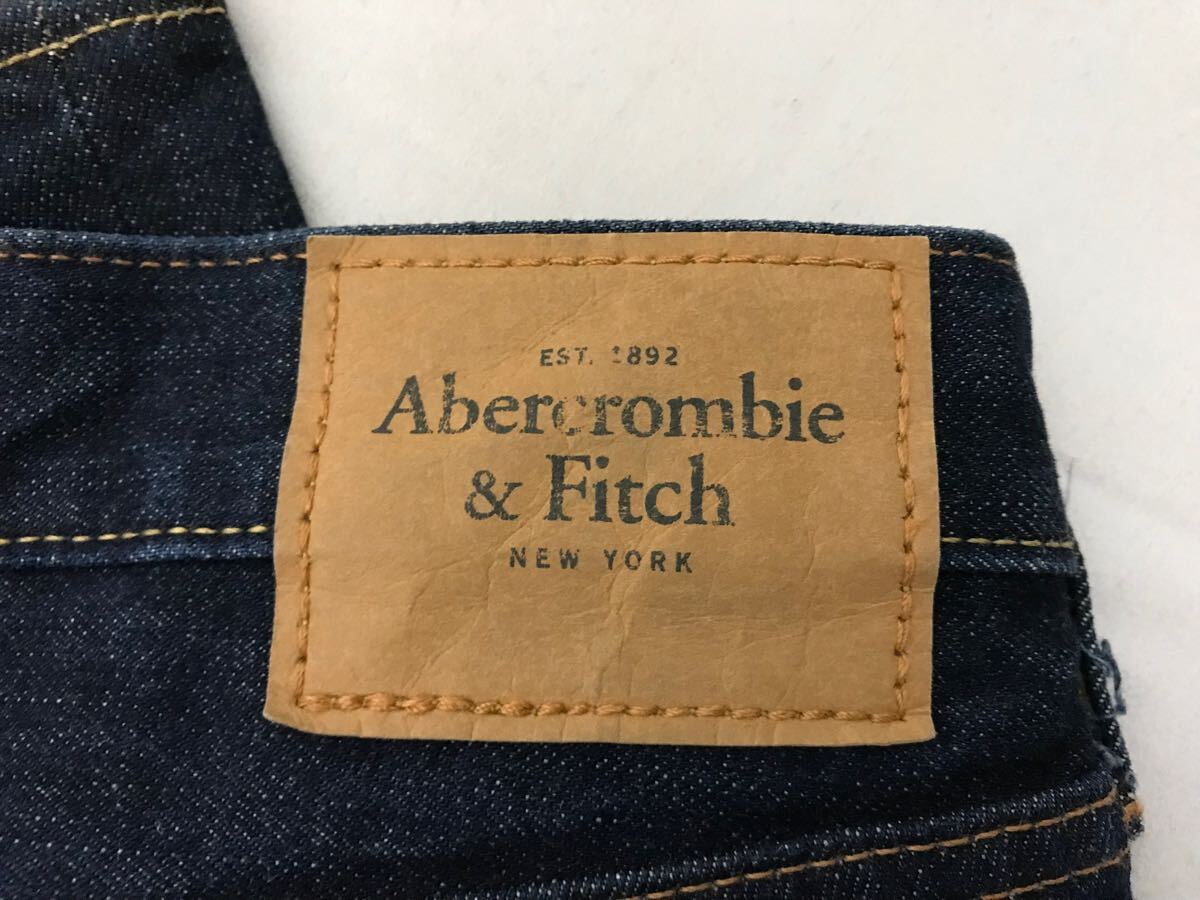 EST. 1892
Abercrombie
& Fitch
NEW YORK